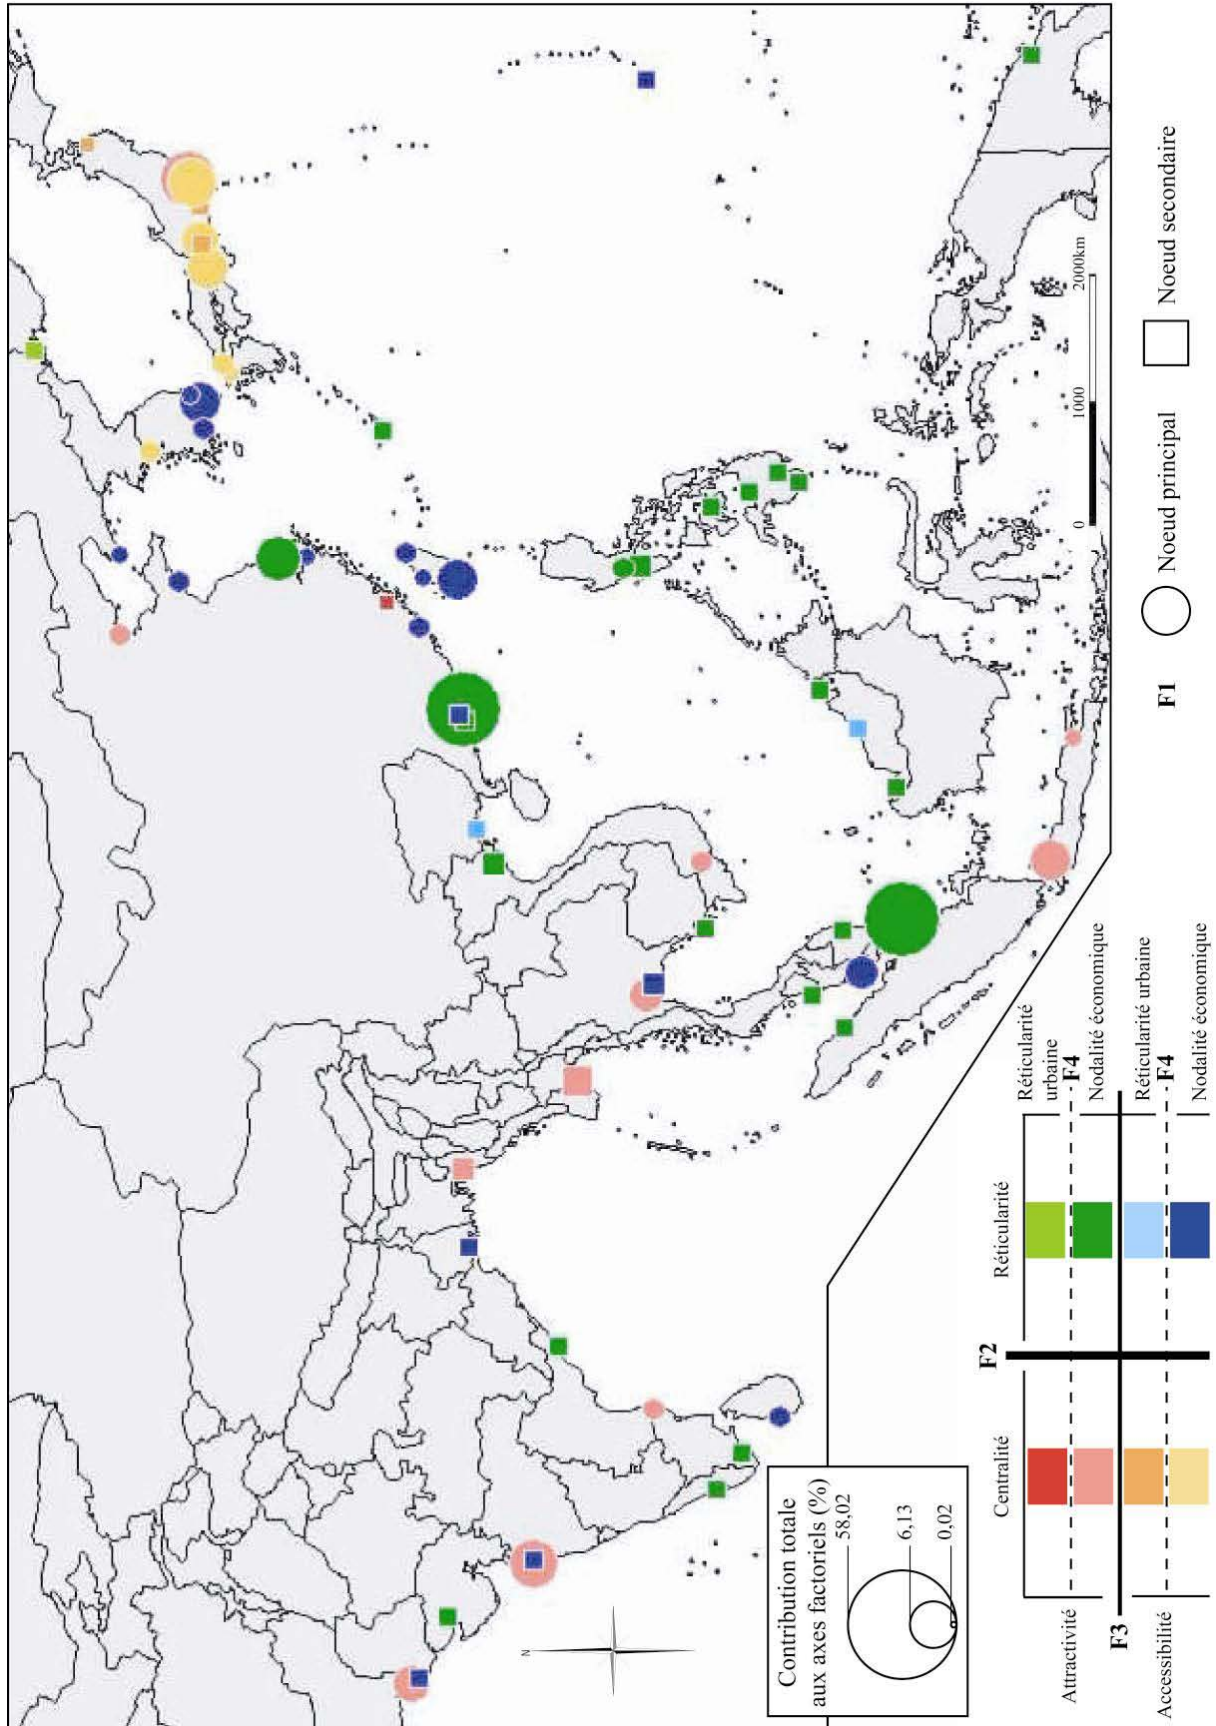 N
0 1000 2000km
F1
Noeud principal
Noeud secondaire
Contribution totale
aux axes factoriels (%)
58,02
6,13
0,02
F2
Centralité
Réticularité
Attractivité
F3
Accessibilité
Réticularité
urbaine
F4
Nodalité économique
Réticularité urbaine
F4
Nodalité économique